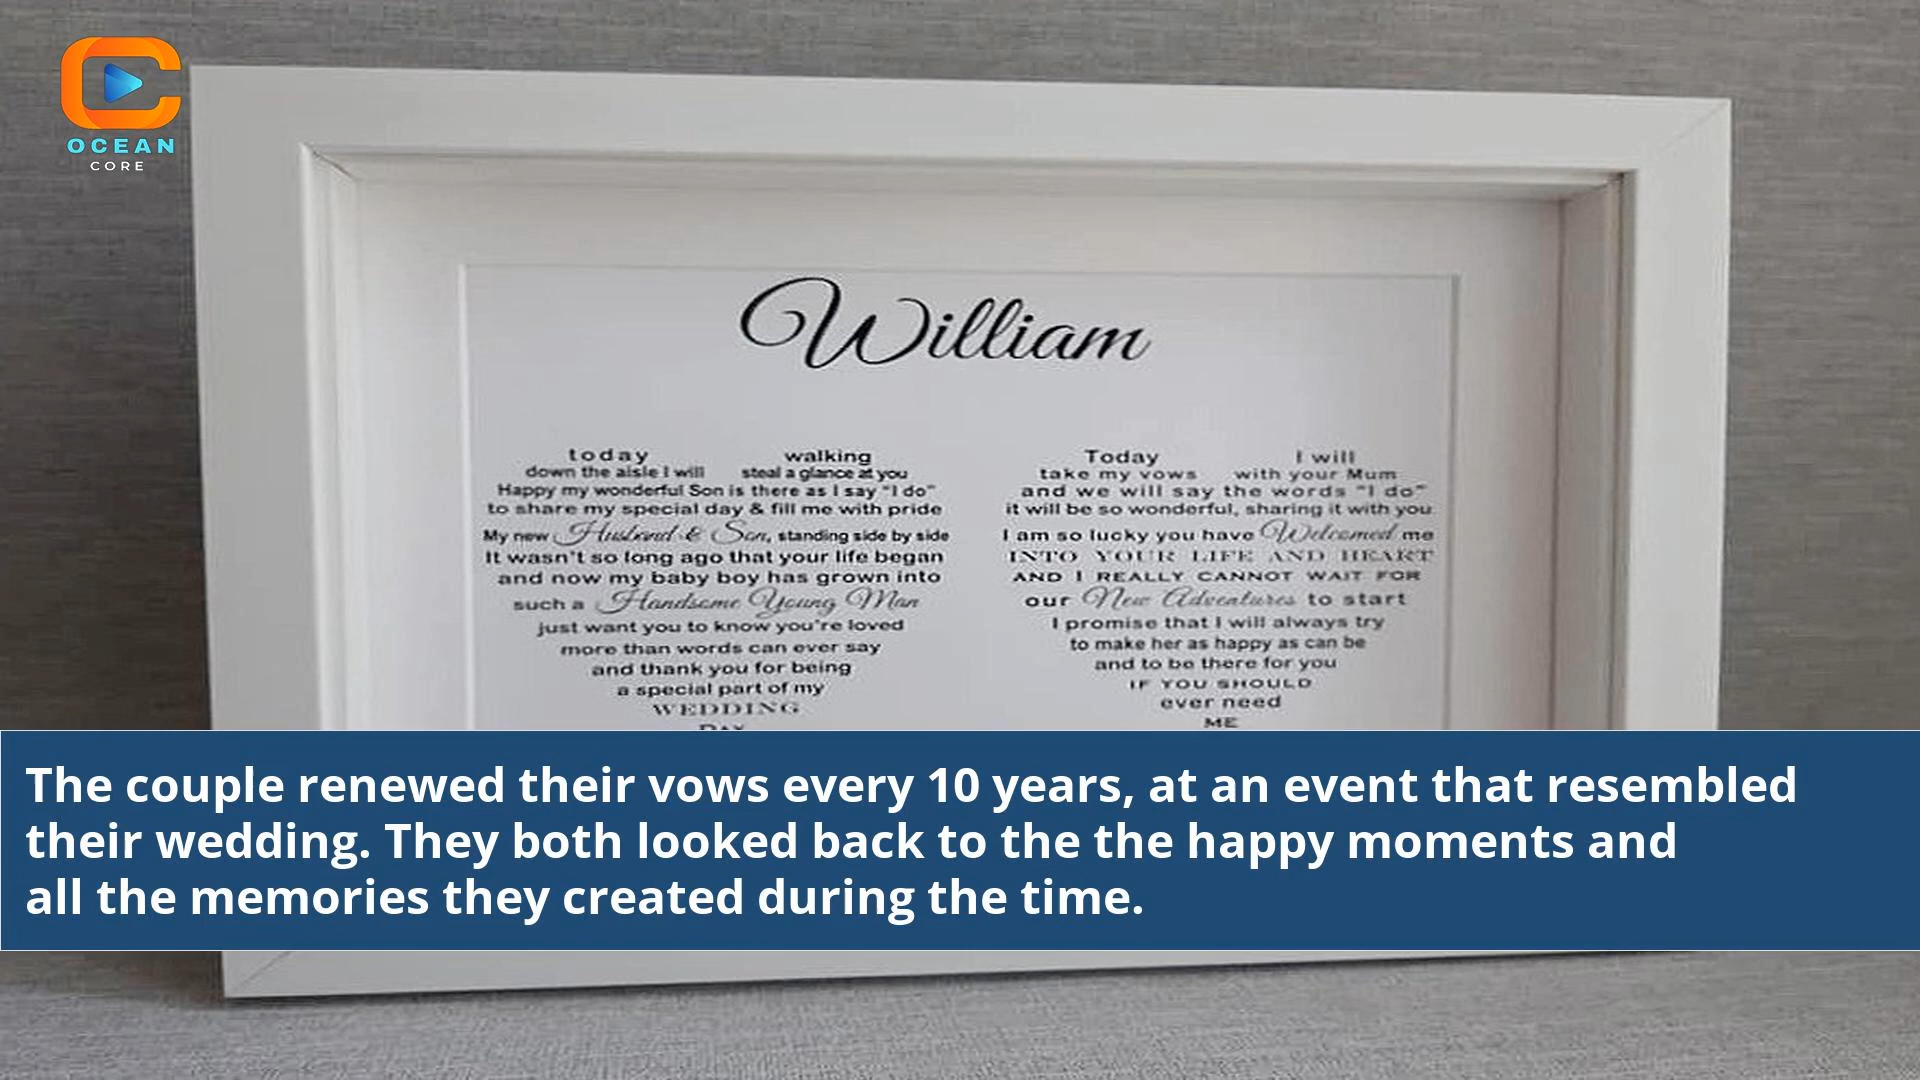 OCEAN
CORE
William
today walking
down the aisle I will steal a glance at you
Happy my wonderful Son is there as I say "I do"
to share my special day & fill me with pride
My new Husband & Son, standing side by side
It wasn't so long ago that your life began
and now my baby boy has grown into
such a Handsome Young Man
just want you to know you're loved
more than words can ever say
and thank you for being
a special part of my
WEDDING
DAY
Today I will
take my vows with your Mum
and we will say the words "I do"
it will be so wonderful, sharing it with you
I am so lucky you have Welcomed me
INTO YOUR LIFE AND HEART
AND I REALLY CANNOT WAIT FOR
our New Adventures to start
I promise that I will always try
to make her as happy as can be
and to be there for you
IF YOU SHOULD
ever need
ME
The couple renewed their vows every 10 years, at an event that resembled
their wedding. They both looked back to the the happy moments and
all the memories they created during the time.